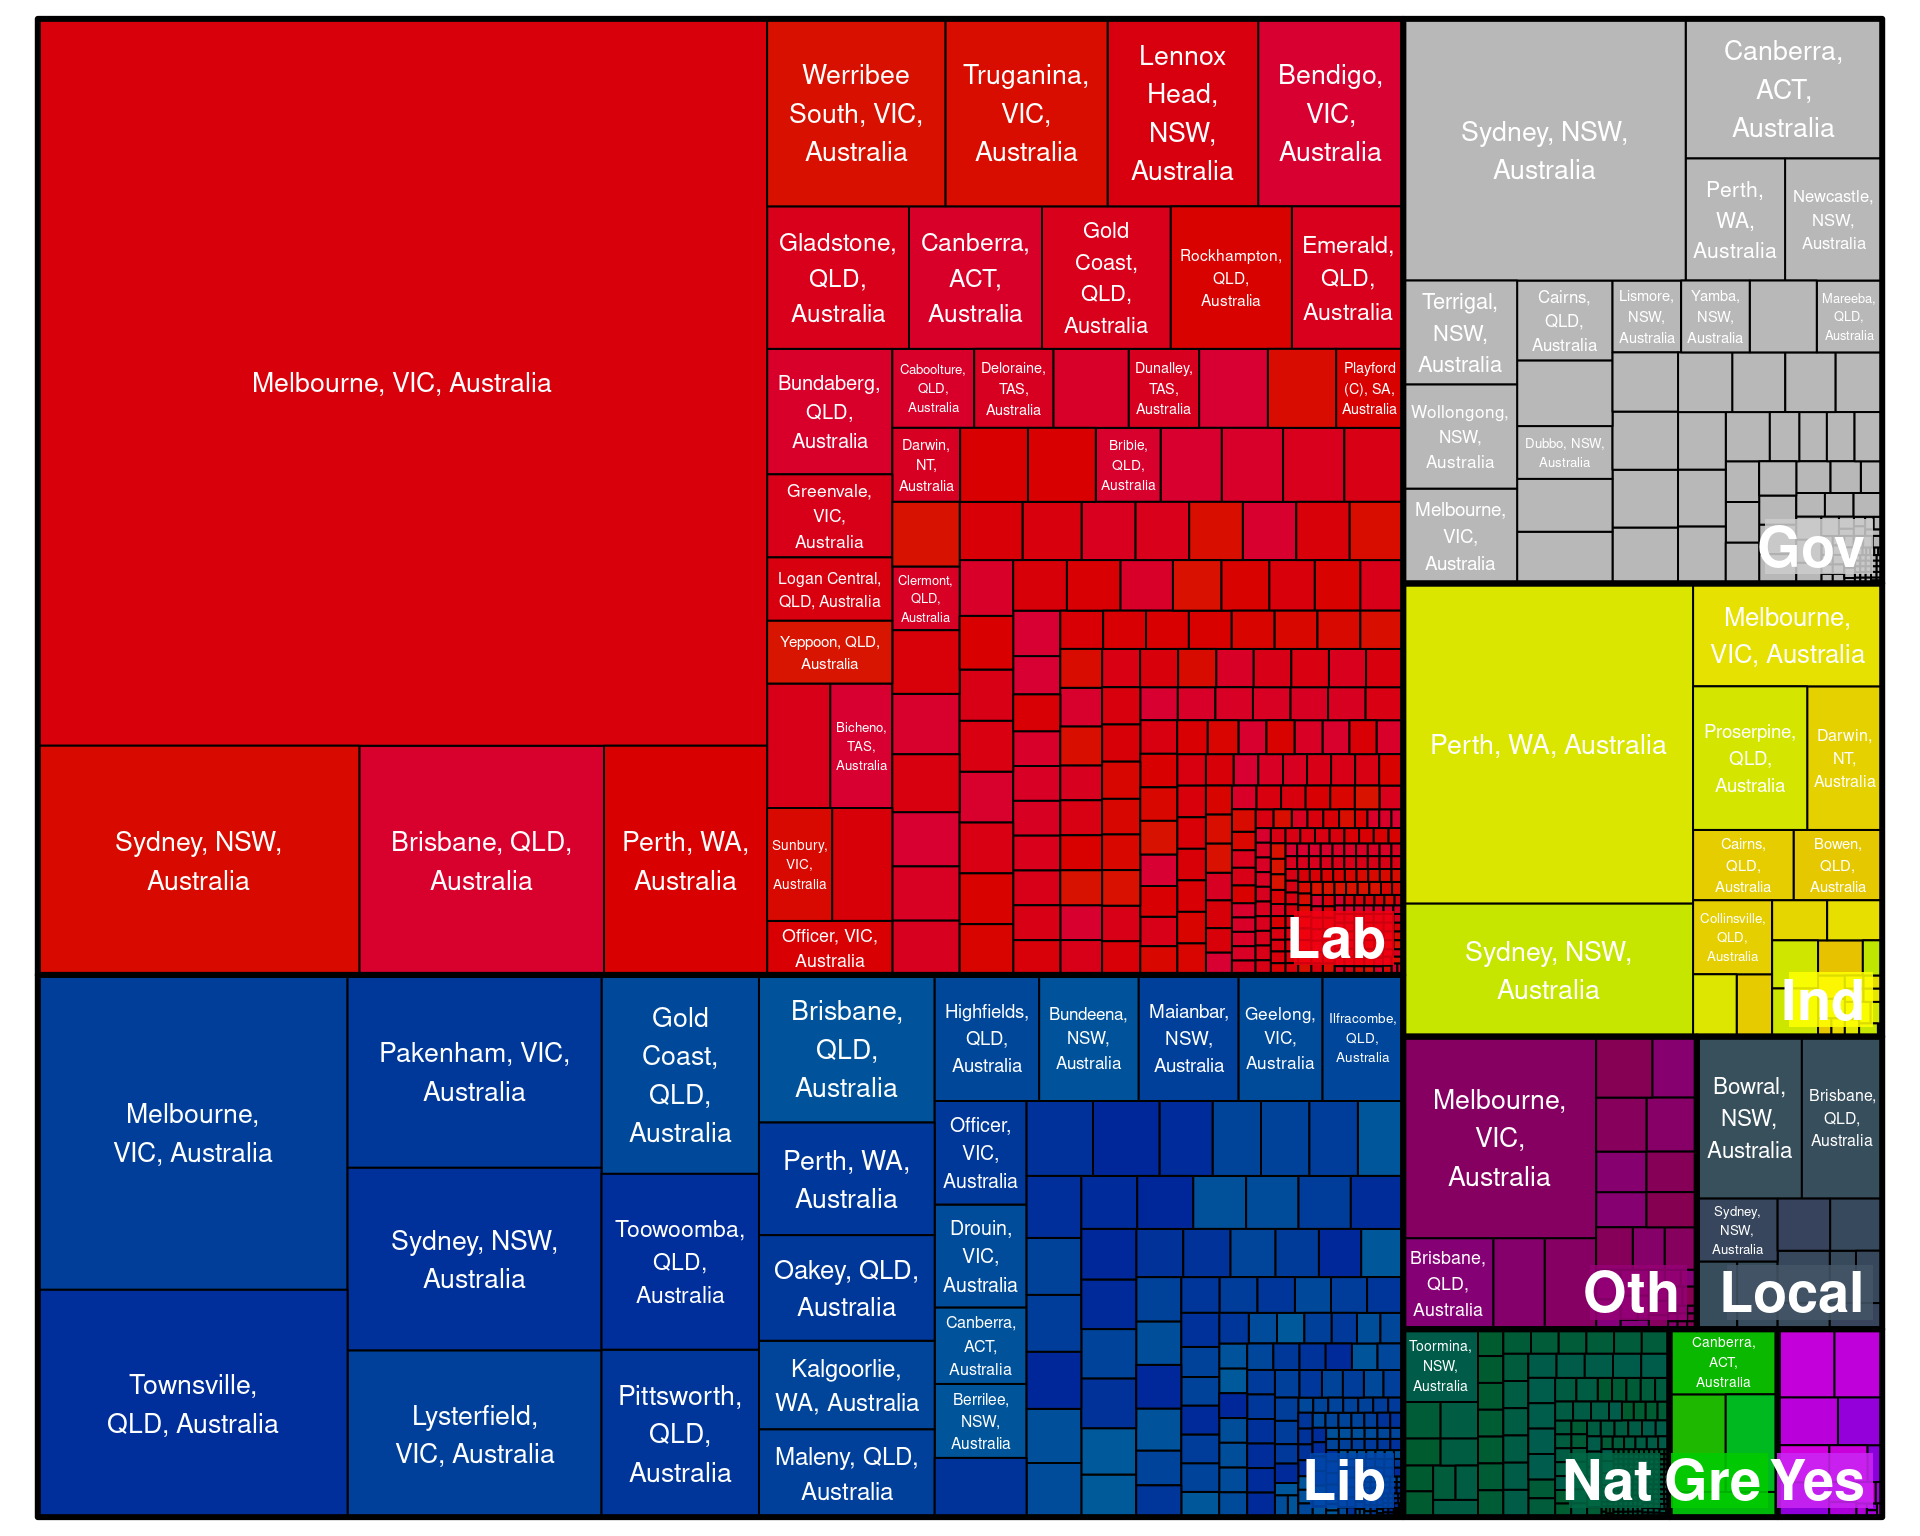 Melbourne, VIC, Australia
Sydney, NSW,
Australia
Brisbane, QLD,
Australia
Perth, WA,
Australia
Werribee
South, VIC,
Australia
Truganina,
VIC,
Australia
Lennox
Head,
NSW,
Australia
Bendigo,
VIC,
Australia
Gladstone,
QLD,
Australia
Canberra,
ACT,
Australia
Gold
Coast,
QLD,
Australia
Rockhampton,
QLD,
Australia
Emerald,
QLD,
Australia
Bundaberg,
QLD,
Australia
Caboolture,
QLD,
Australia
Deloraine,
TAS,
Australia
Dunalley,
TAS,
Australia
Playford
(C), SA,
Australia
Darwin,
NT,
Australia
Bribie,
QLD,
Australia
Greenvale,
VIC,
Australia
Logan Central,
QLD, Australia
Clermont,
QLD,
Australia
Yeppoon, QLD,
Australia
Bicheno,
TAS,
Australia
Sunbury,
VIC,
Australia
Officer, VIC,
Australia
Lab
Melbourne,
VIC, Australia
Townsville,
QLD, Australia
Pakenham, VIC,
Australia
Sydney, NSW,
Australia
Lysterfield,
VIC, Australia
Gold
Coast,
QLD,
Australia
Toowoomba,
QLD,
Australia
Pittsworth,
QLD,
Australia
Brisbane,
QLD,
Australia
Perth, WA,
Australia
Oakey, QLD,
Australia
Kalgoorlie,
WA, Australia
Maleny, QLD,
Australia
Highfields,
QLD,
Australia
Bundeena,
NSW,
Australia
Maianbar,
NSW,
Australia
Geelong,
VIC,
Australia
Ilfracombe,
QLD,
Australia
Officer,
VIC,
Australia
Drouin,
VIC,
Australia
Canberra,
ACT,
Australia
Berrilee,
NSW,
Australia
Lib
Sydney, NSW,
Australia
Canberra,
ACT,
Australia
Perth,
WA,
Australia
Newcastle,
NSW,
Australia
Terrigal,
NSW,
Australia
Cairns,
QLD,
Australia
Lismore,
NSW,
Australia
Yamba,
NSW,
Australia
Mareeba,
QLD,
Australia
Wollongong,
NSW,
Australia
Dubbo, NSW,
Australia
Melbourne,
VIC,
Australia
Gov
Perth, WA, Australia
Sydney, NSW,
Australia
Melbourne,
VIC, Australia
Proserpine,
QLD,
Australia
Darwin,
NT,
Australia
Cairns,
QLD,
Australia
Bowen,
QLD,
Australia
Collinsville,
QLD,
Australia
Ind
Melbourne,
VIC,
Australia
Brisbane,
QLD,
Australia
Oth
Bowral,
NSW,
Australia
Brisbane,
QLD,
Australia
Sydney,
NSW,
Australia
Local
Toormina,
NSW,
Australia
Nat
Canberra,
ACT,
Australia
Gre
Yes